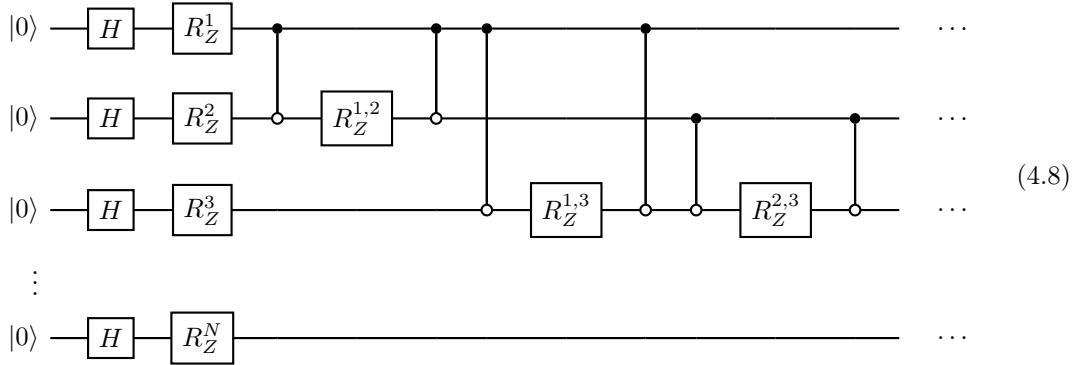 |0⟩ H R_Z^1 ⋯
|0⟩ H R_Z^2 R_Z^{1,2} ⋯
(4.8)
|0⟩ H R_Z^3 R_Z^{1,3} R_Z^{2,3} ⋯
⋮
|0⟩ H R_Z^N ⋯